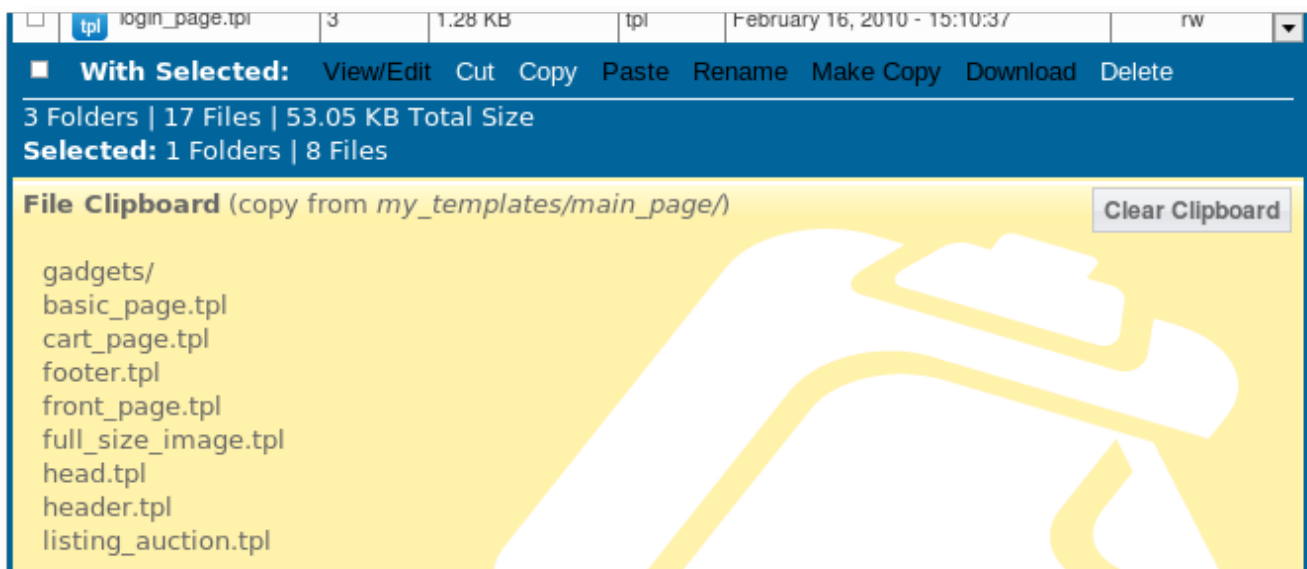 tpl login_page.tpl 3 1.28 KB tpl February 16, 2010 - 15:10:37 rw
With Selected: View/Edit Cut Copy Paste Rename Make Copy Download Delete
3 Folders | 17 Files | 53.05 KB Total Size
Selected: 1 Folders | 8 Files
File Clipboard (copy from my_templates/main_page/)
Clear Clipboard
gadgets/
basic_page.tpl
cart_page.tpl
footer.tpl
front_page.tpl
full_size_image.tpl
head.tpl
header.tpl
listing_auction.tpl